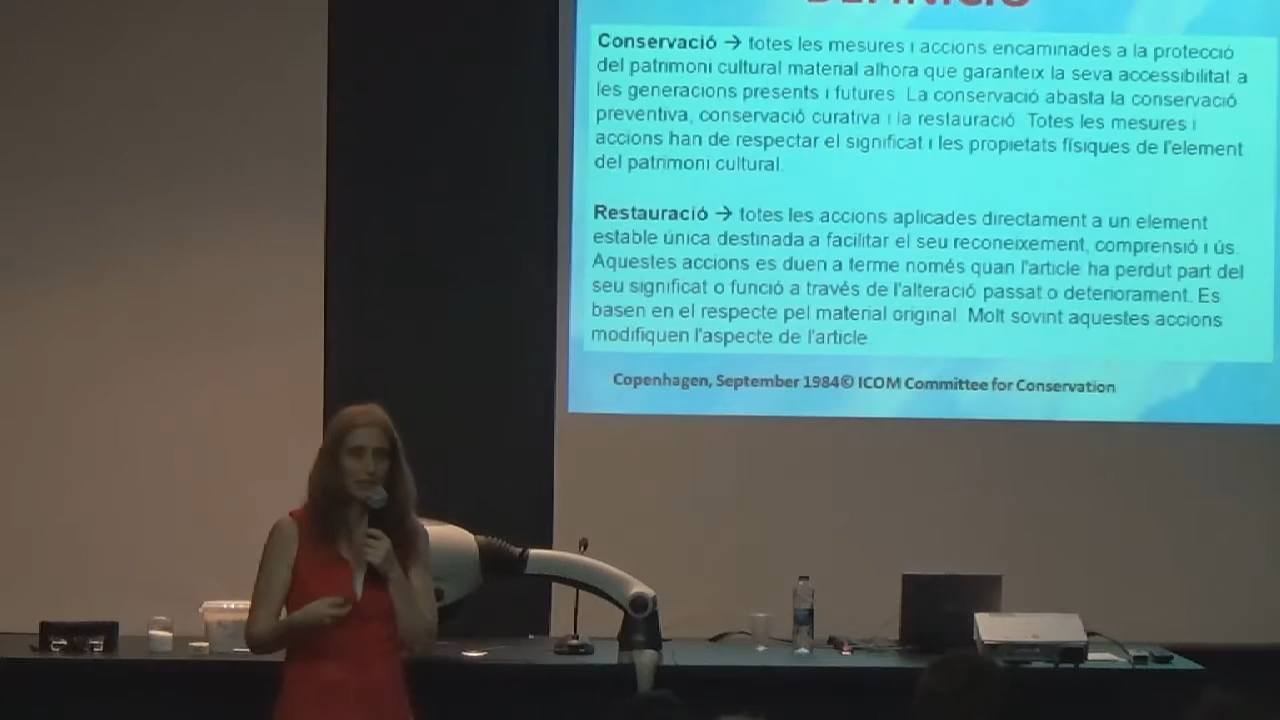 DEFINICIÓ
Conservació → totes les mesures i accions encaminades a la protecció
del patrimoni cultural material alhora que garanteix la seva accessibilitat a
les generacions presents i futures. La conservació abasta la conservació
preventiva, conservació curativa i la restauració. Totes les mesures i
accions han de respectar el significat i les propietats físiques de l'element
del patrimoni cultural.
Restauració → totes les accions aplicades directament a un element
estable única destinada a facilitar el seu reconeixement, comprensió i ús.
Aquestes accions es duen a terme només quan l'article ha perdut part del
seu significat o funció a través de l'alteració passat o deteriorament. Es
basen en el respecte pel material original. Molt sovint aquestes accions
modifiquen l'aspecte de l'article
Copenhagen, September 1984© ICOM Committee for Conservation